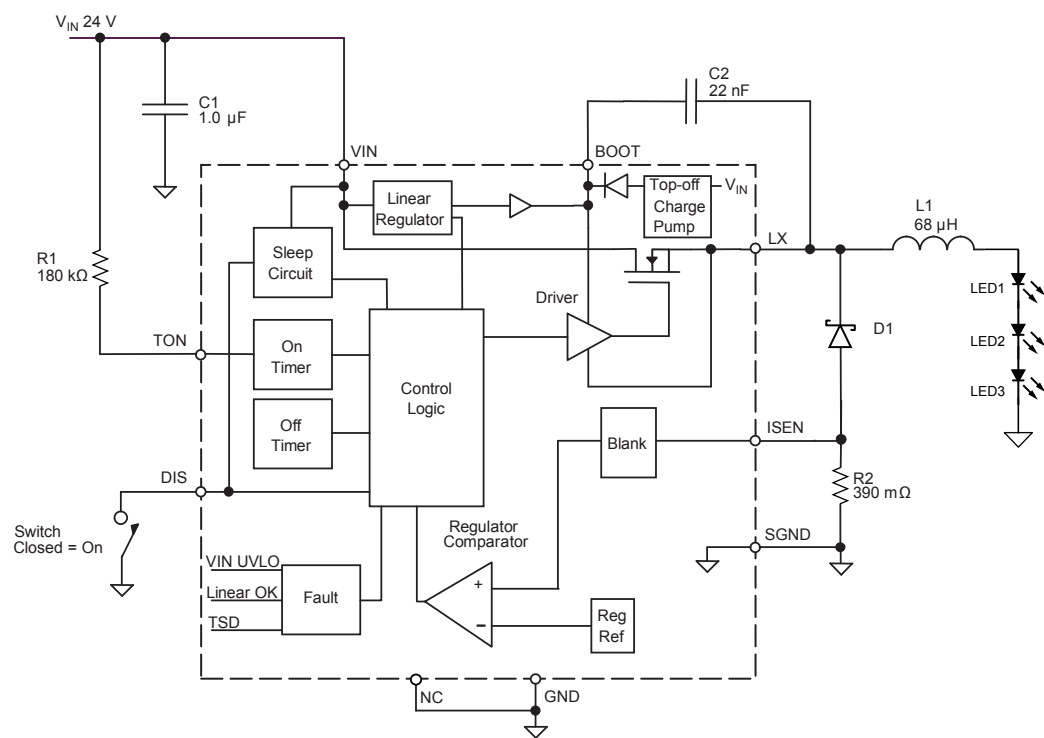 VIN 24 V
C1
1.0 µF
C2
22 nF
VIN
BOOT
Linear
Regulator
Top-off
Charge
Pump
VIN
LX
L1
68 µH
R1
180 kΩ
Sleep
Circuit
Driver
LED1
LED2
LED3
D1
TON
On
Timer
Control
Logic
Off
Timer
Blank
ISEN
DIS
R2
390 mΩ
Switch
Closed = On
Regulator
Comparator
SGND
VIN UVLO
Linear OK
TSD
Fault
+
–
Reg
Ref
NC
GND